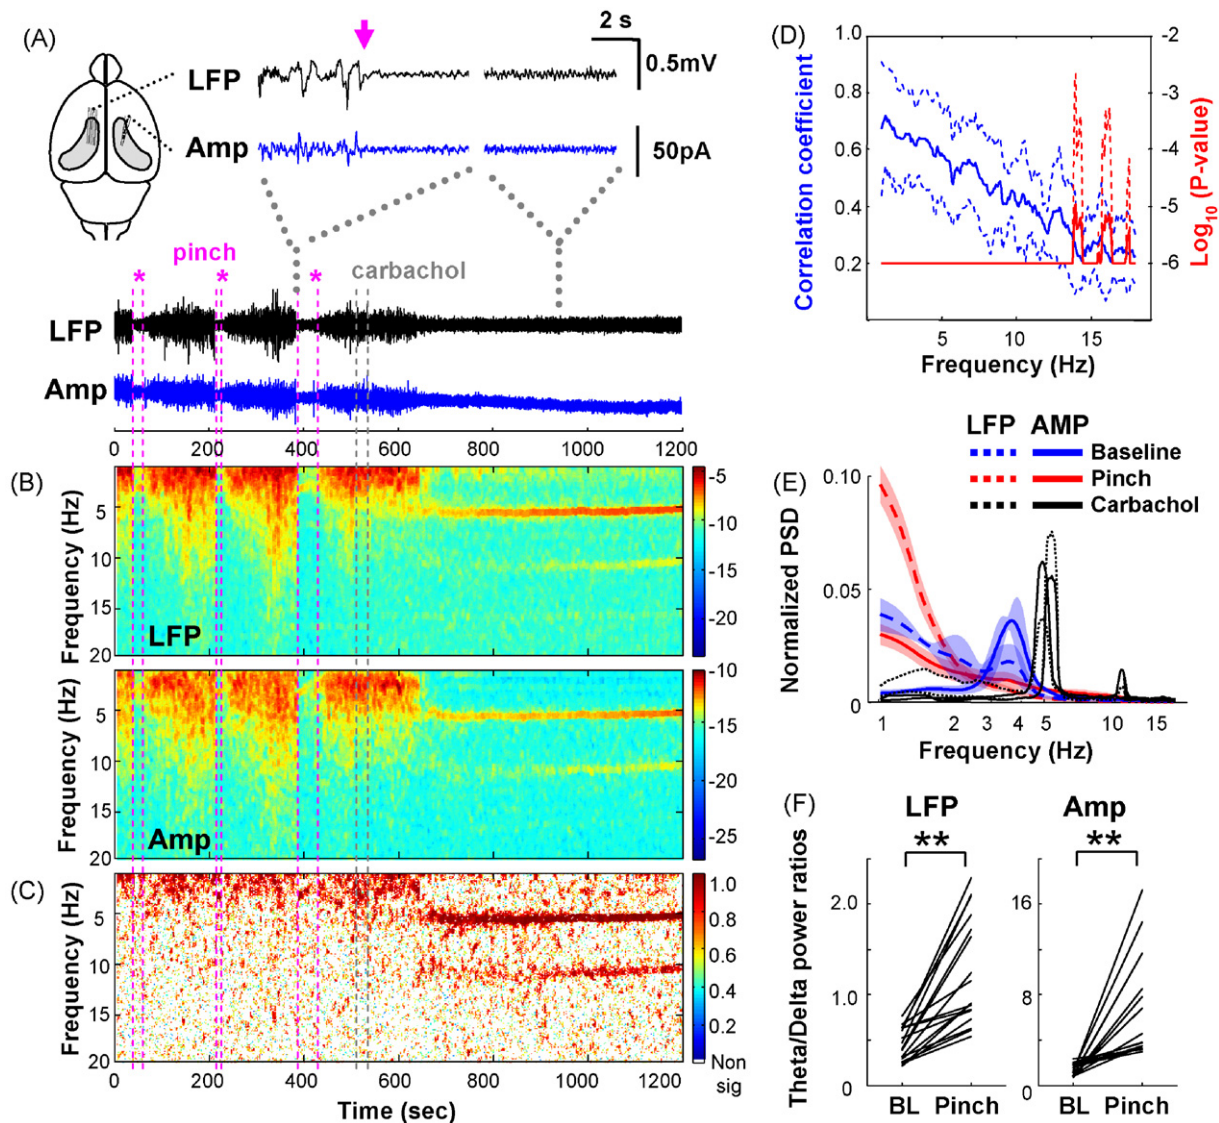 (A)
2 s
0.5mV
LFP
Amp
50pA
pinch
carbachol
* * *
LFP
Amp
0 200 400 600 800 1000 1200
(B)
Frequency (Hz)
5
10
15
20
LFP
-5
-10
-15
-20
Frequency (Hz)
5
10
15
20
Amp
-10
-15
-20
-25
(C)
Frequency (Hz)
5
10
15
20
1.0
0.8
0.6
0.4
0.2
Non
sig
0 200 400 600 800 1000 1200
Time (sec)
(D)
Correlation coefficient
1.0
0.8
0.6
0.4
0.2
-2
-3
-4
-5
-6
Log10 (P-value)
5 10 15
Frequency (Hz)
LFP AMP
Baseline
Pinch
Carbachol
(E)
Normalized PSD
0.10
0.05
0
1 2 3 4 5 10 15
Frequency (Hz)
(F)
LFP
**
Theta/Delta power ratios
2.0
1.0
0
BL Pinch
Amp
**
16
8
0
BL Pinch